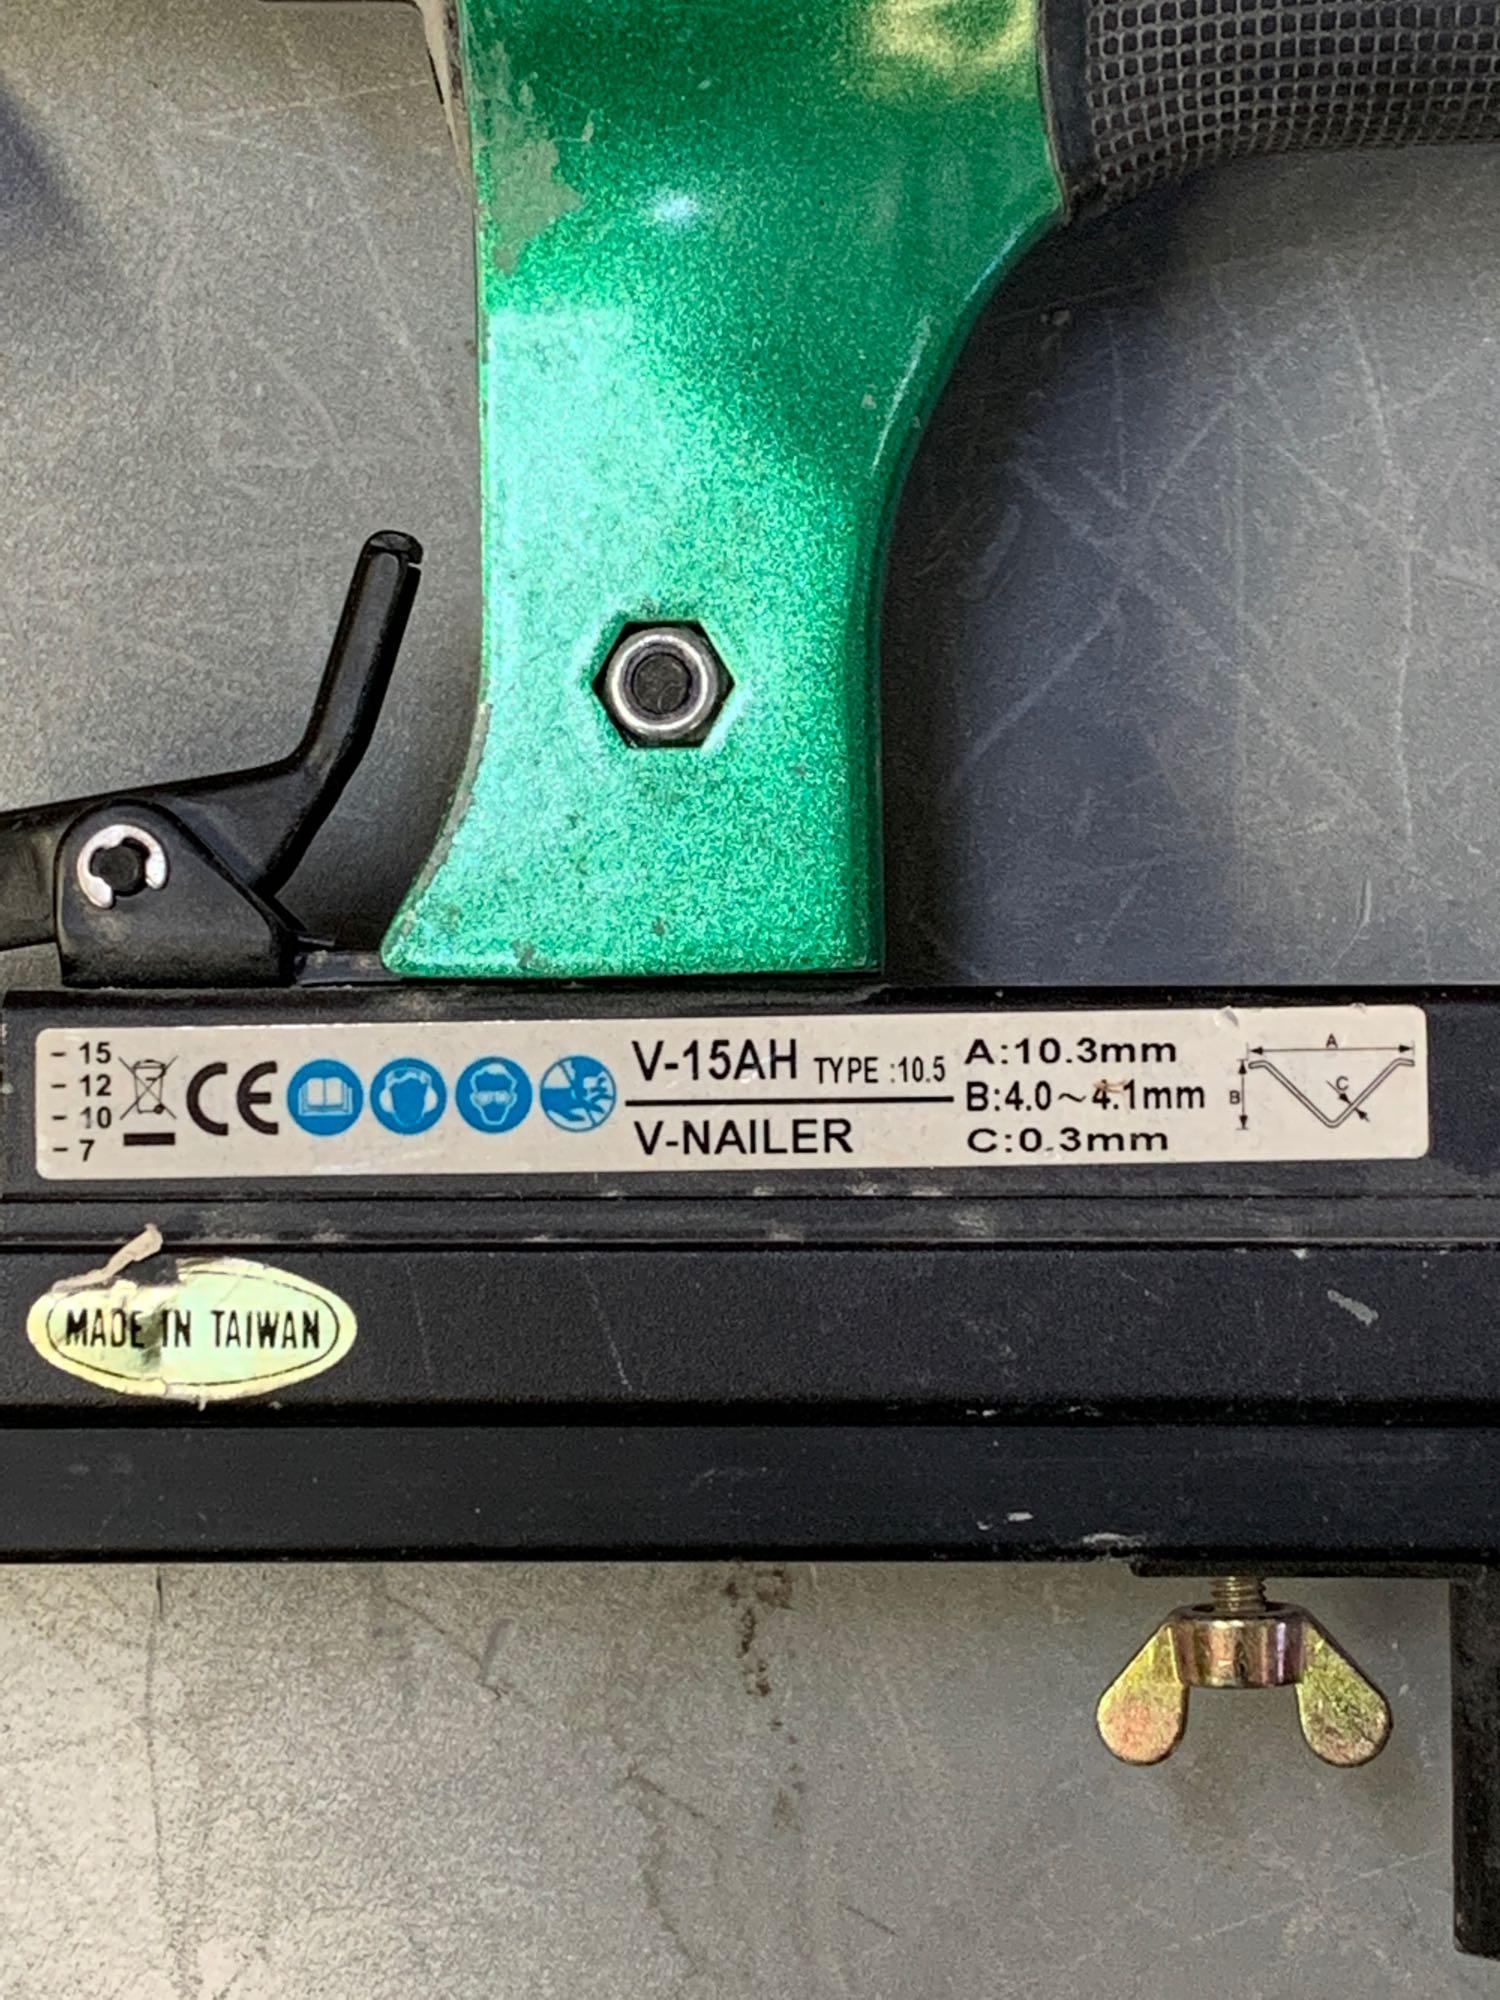 - 15
- 12
- 10
- 7
CE
V-15AH TYPE :10.5
V-NAILER
A:10.3mm
B:4.0～4.1mm
C:0.3mm
A
B
C
MADE IN TAIWAN